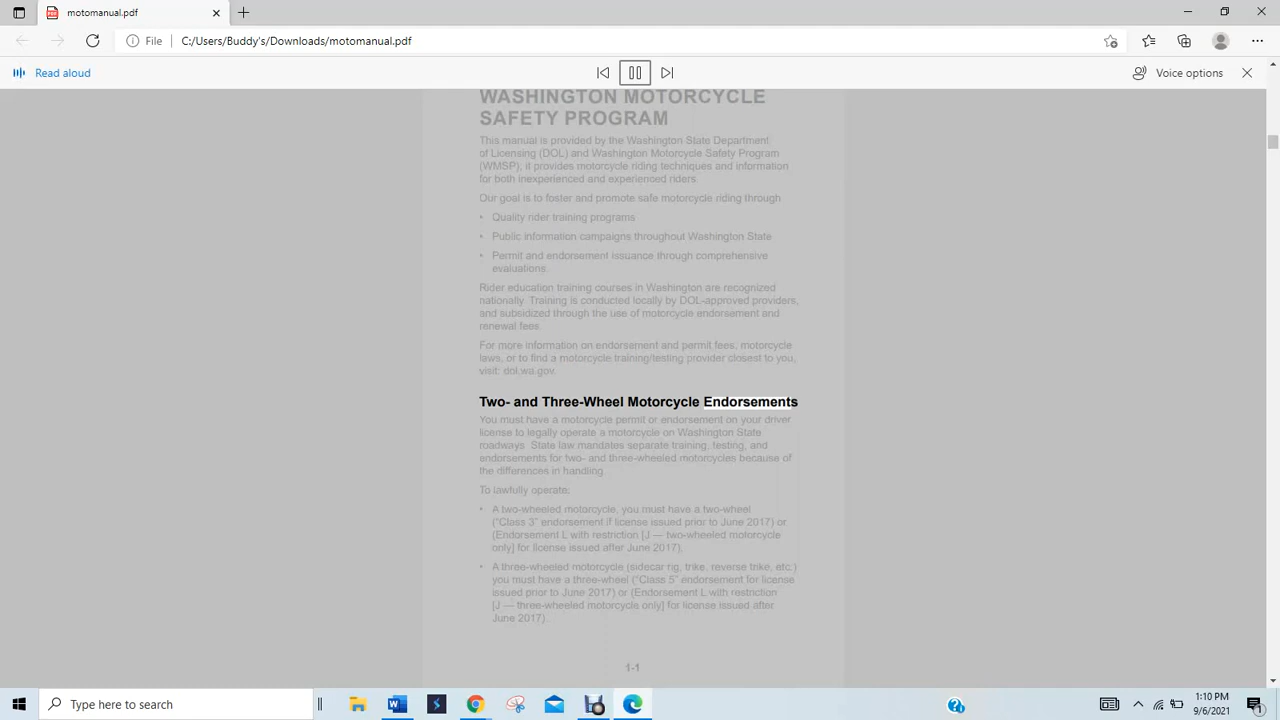 motomanual.pdf
File C:/Users/Buddy's/Downloads/motomanual.pdf
Read aloud
Voice options
WASHINGTON MOTORCYCLE
SAFETY PROGRAM
This manual is provided by the Washington State Department
of Licensing (DOL) and Washington Motorcycle Safety Program
(WMSP); it provides motorcycle riding techniques and information
for both inexperienced and experienced riders.
Our goal is to foster and promote safe motorcycle riding through
• Quality rider training programs
• Public information campaigns throughout Washington State
• Permit and endorsement issuance through comprehensive
evaluations.
Rider education training courses in Washington are recognized
nationally. Training is conducted locally by DOL-approved providers,
and subsidized through the use of motorcycle endorsement and
renewal fees.
For more information on endorsement and permit fees, motorcycle
laws, or to find a motorcycle training/testing provider closest to you,
visit: dol.wa.gov.
Two- and Three-Wheel Motorcycle Endorsements
You must have a motorcycle permit or endorsement on your driver
license to legally operate a motorcycle on Washington State
roadways. State law mandates separate training, testing, and
endorsements for two- and three-wheeled motorcycles because of
the differences in handling.
To lawfully operate:
• A two-wheeled motorcycle, you must have a two-wheel
("Class 3" endorsement if license issued prior to June 2017) or
(Endorsement L with restriction [J — two-wheeled motorcycle
only] for license issued after June 2017).
• A three-wheeled motorcycle (sidecar rig, trike, reverse trike, etc.)
you must have a three-wheel ("Class 5" endorsement for license
issued prior to June 2017) or (Endorsement L with restriction
[J — three-wheeled motorcycle only] for license issued after
June 2017).
1-1
Type here to search
1:10 PM
9/6/2021